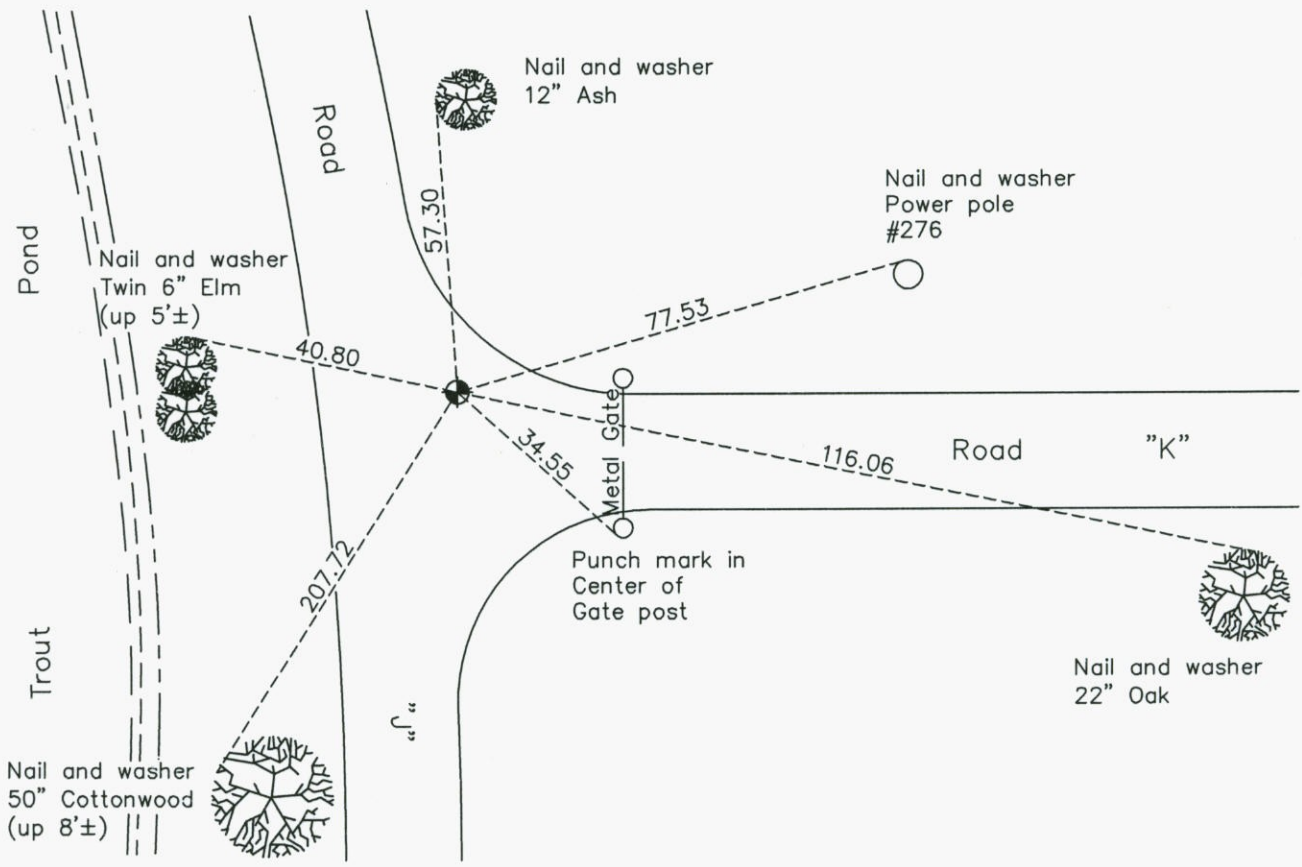 Nail and washer
12" Ash
Road
Nail and washer
Power pole
#276
57.30
Pond
Nail and washer
Twin 6" Elm
(up 5'±)
77.53
40.80
Metal Gate
34.55
116.06
Road "K"
207.72
Punch mark in
Center of
Gate post
Trout
Nail and washer
22" Oak
"J"
Nail and washer
50" Cottonwood
(up 8'±)